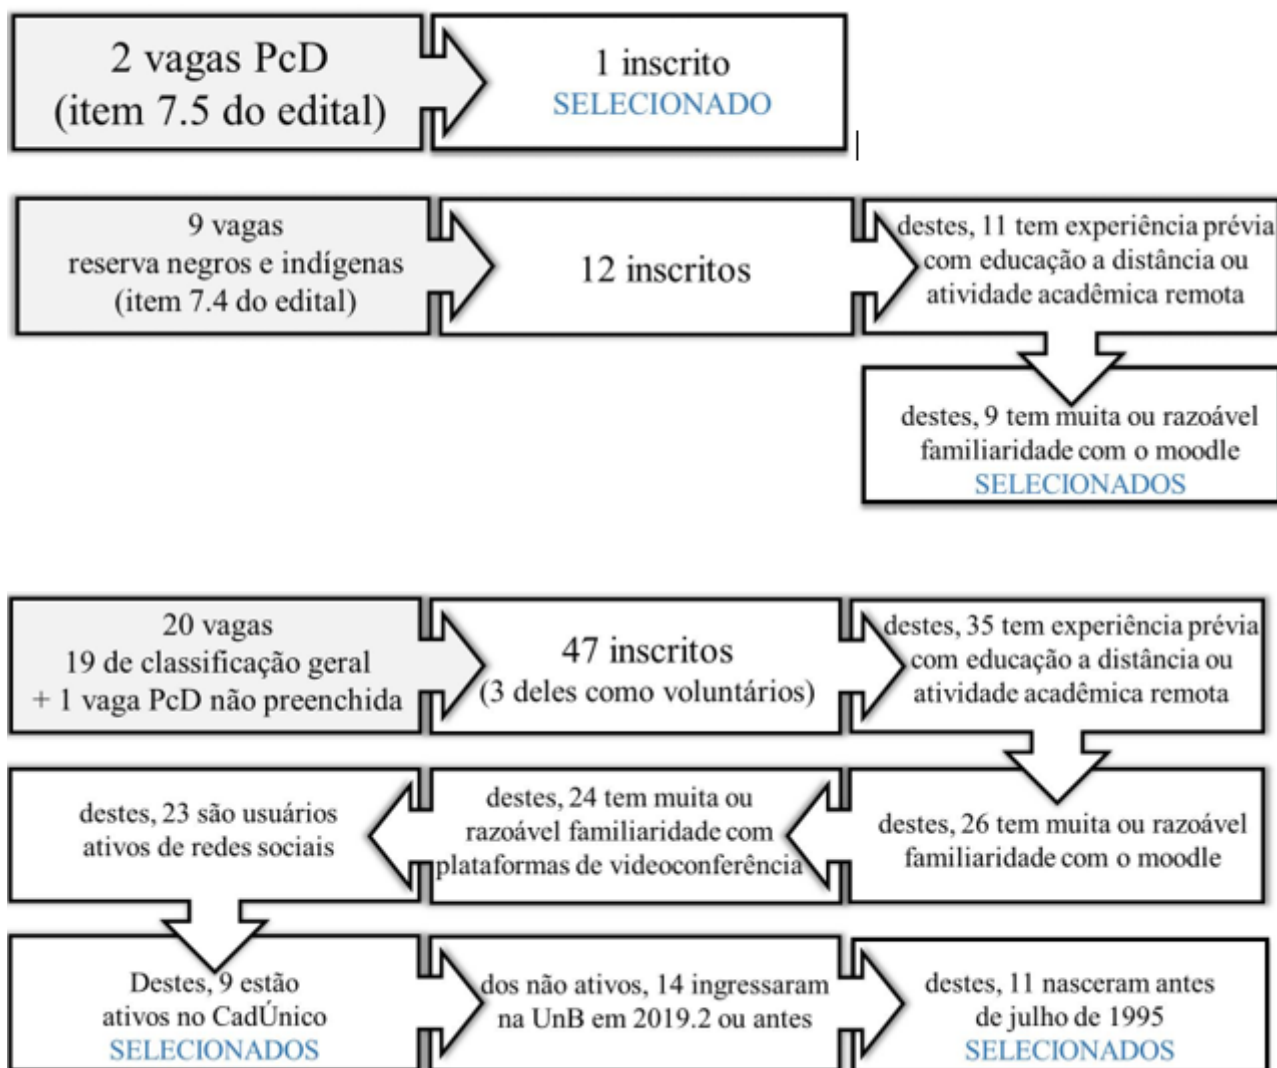 2 vagas PcD
(item 7.5 do edital)
1 inscrito
SELECIONADO
9 vagas
reserva negros e indígenas
(item 7.4 do edital)
12 inscritos
destes, 11 tem experiência prévia
com educação a distância ou
atividade acadêmica remota
destes, 9 tem muita ou razoável
familiaridade com o moodle
SELECIONADOS
20 vagas
19 de classificação geral
+ 1 vaga PcD não preenchida
47 inscritos
(3 deles como voluntários)
destes, 35 tem experiência prévia
com educação a distância ou
atividade acadêmica remota
destes, 26 tem muita ou razoável
familiaridade com o moodle
destes, 24 tem muita ou
razoável familiaridade com
plataformas de videoconferência
destes, 23 são usuários
ativos de redes sociais
Destes, 9 estão
ativos no CadÚnico
SELECIONADOS
dos não ativos, 14 ingressaram
na UnB em 2019.2 ou antes
destes, 11 nasceram antes
de julho de 1995
SELECIONADOS